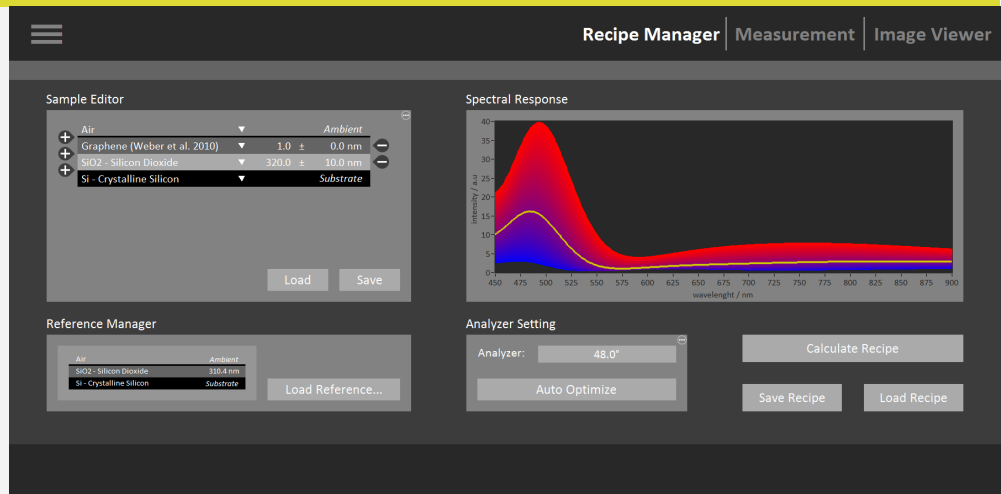 Recipe Manager | Measurement | Image Viewer
Sample Editor
Air ▼ Ambient
Graphene (Weber et al. 2010) ▼ 1.0 ± 0.0 nm
SiO2 - Silicon Dioxide ▼ 320.0 ± 10.0 nm
Si - Crystalline Silicon ▼ Substrate
Load Save
Spectral Response
40
35
30
25
20
15
10
5
0
intensity / a.u
450 475 500 525 550 575 600 625 650 675 700 725 750 775 800 825 850 875 900
wavelenght / nm
Reference Manager
Air Ambient
SiO2 - Silicon Dioxide 310.4 nm
Si - Crystalline Silicon Substrate
Load Reference...
Analyzer Setting
Analyzer: 48.0°
Auto Optimize
Calculate Recipe
Save Recipe Load Recipe